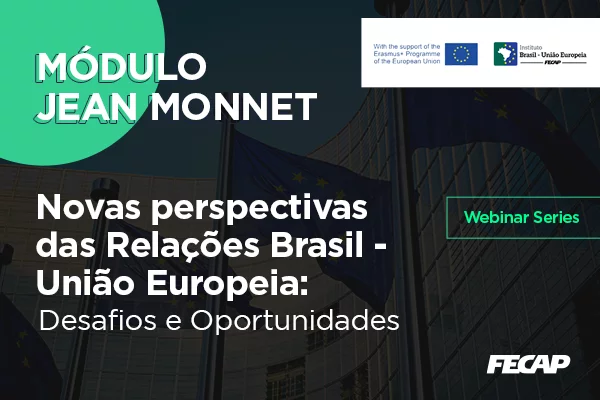 MÓDULO
JEAN MONNET
With the support of the
Erasmus+ Programme
of the European Union
Instituto
Brasil - União Europeia
FECAP
Novas perspectivas
das Relações Brasil -
União Europeia:
Desafios e Oportunidades
Webinar Series
FECAP